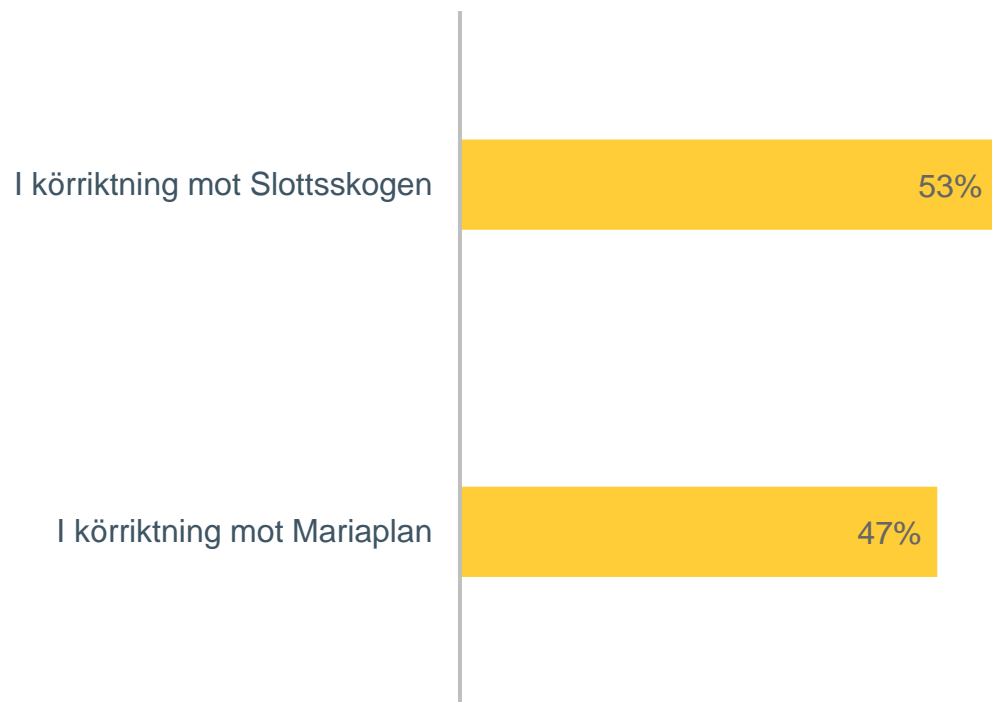 I körriktning mot Slottsskogen
53%
I körriktning mot Mariaplan
47%